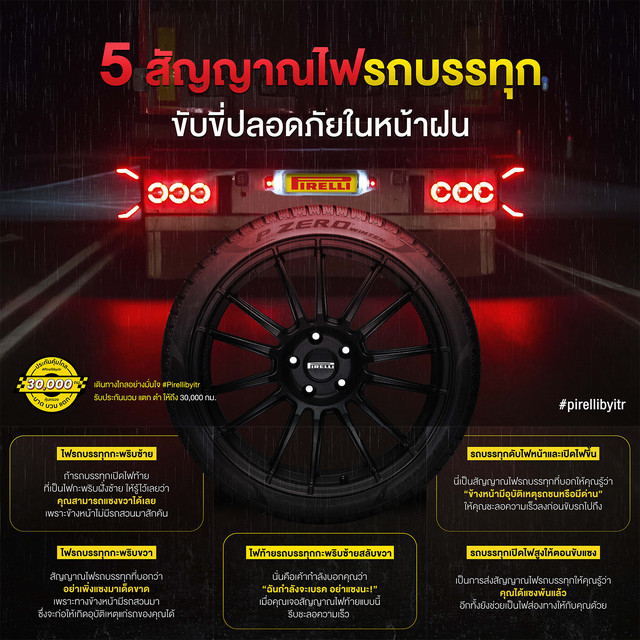 5 สัญญาณไฟรถบรรทุก
ขับขี่ปลอดภัยในหน้าฝน
PIRELLI
P ZERO WINTER
PIRELLI
ประกันคุ้มไกล
#Pirellibyitr
30,000
บาด บวม แตก
เดินทางไกลอย่างมั่นใจ #Pirellibyitr
รับประกันบวม แตก ตำ ให้ถึง 30,000 กม.
#pirellibyitr
ไฟรถบรรทุกกะพริบซ้าย
ถ้ารถบรรทุกเปิดไฟท้าย
ที่เป็นไฟกะพริบฝั่งซ้าย ให้รู้ไว้เลยว่า
คุณสามารถแซงขวาได้เลย
เพราะข้างหน้าไม่มีรถสวนมาสักคัน
รถบรรทุกดับไฟหน้าและเปิดไฟขึ้น
นี่เป็นสัญญาณไฟรถบรรทุกที่บอกให้คุณรู้ว่า
“ข้างหน้ามีอุบัติเหตุรถชนหรือมีด่าน”
ให้คุณชะลอความเร็วลงก่อนขับรถไปถึง
ไฟรถบรรทุกกะพริบขวา
สัญญาณไฟรถบรรทุกที่บอกว่า
อย่าเพิ่งแซงมาเด็ดขาด
เพราะทางข้างหน้ามีรถสวนมา
ซึ่งจะก่อให้เกิดอุบัติเหตุแก่รถของคุณได้
ไฟท้ายรถบรรทุกกะพริบซ้ายสลับขวา
นั่นคือเค้ากำลังบอกคุณว่า
“ฉันกำลังจะเบรค อย่าแซงนะ!”
เมื่อคุณเจอสัญญาณไฟท้ายแบบนี้
รีบชะลอความเร็ว
รถบรรทุกเปิดไฟสูงให้ตอนขับแซง
เป็นการส่งสัญญาณไฟรถบรรทุกให้คุณรู้ว่า
คุณได้แซงพ้นแล้ว
อีกทั้งยังช่วยเป็นไฟส่องทางให้กับคุณด้วย